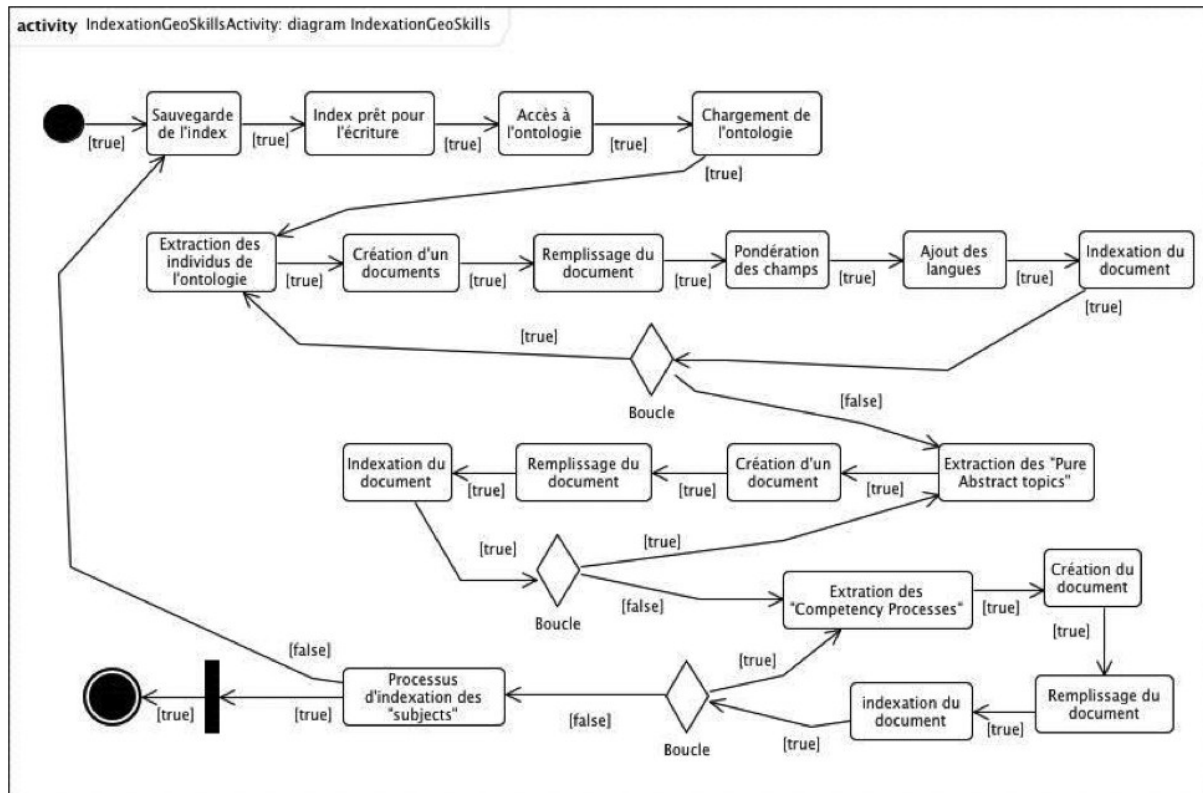 activity IndexationGeoSkillsActivity: diagram IndexationGeoSkills
Sauvegarde
de l'index
Index prêt pour
l'écriture
Accès à
l'ontologie
Chargement de
l'ontologie
[true]
[true]
[true]
[true]
[true]
Extraction des
individus de
l'ontologie
Création d'un
documents
Remplissage du
document
Pondération
des champs
Ajout des
langues
Indexation du
document
[true]
[true]
[true]
[true]
[true]
[true]
[true]
Boucle
[false]
Indexation du
document
Remplissage du
document
Création d'un
document
Extraction des "Pure
Abstract topics"
[true]
[true]
[true]
[true]
[true]
Boucle
[false]
Extration des
"Competency Processes"
Création du
document
[true]
[true]
[false]
[true]
Processus
d'indexation des
"subjects"
indexation du
document
Remplissage du
document
[true]
[true]
[false]
Boucle
[true]
[true]